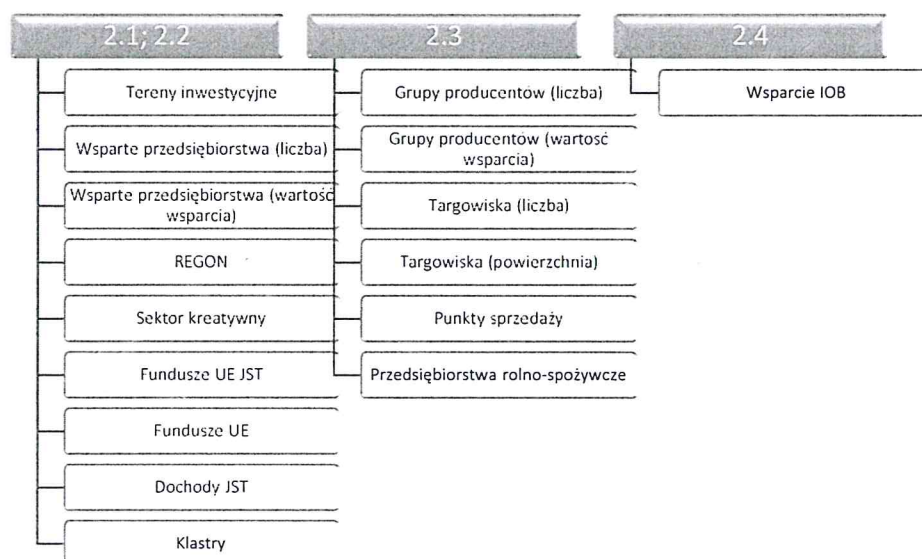 2.1; 2.2
Tereny inwestycyjne
Wsparte przedsiębiorstwa (liczba)
Wsparte przedsiębiorstwa (wartość
wsparcia)
REGON
Sektor kreatywny
Fundusze UE JST
Fundusze UE
Dochody JST
Klastry
2.3
Grupy producentów (liczba)
Grupy producentów (wartość
wsparcia)
Targowiska (liczba)
Targowiska (powierzchnia)
Punkty sprzedaży
Przedsiębiorstwa rolno-spożywcze
2.4
Wsparcie IOB